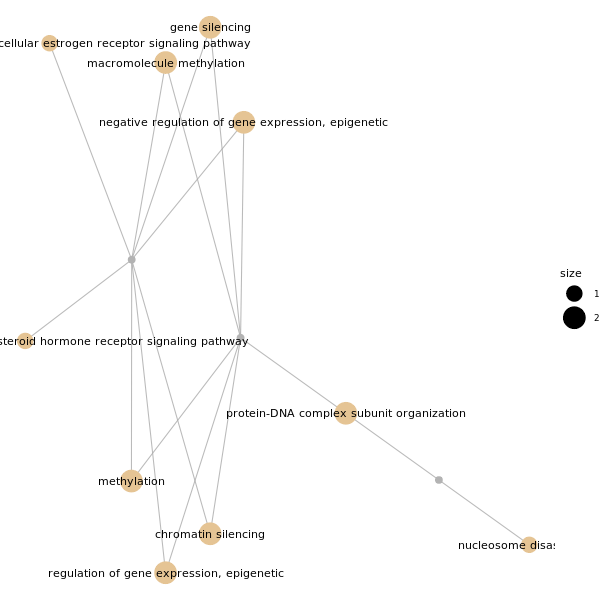 gene silencing
cellular estrogen receptor signaling pathway
macromolecule methylation
negative regulation of gene expression, epigenetic
size
1
2
steroid hormone receptor signaling pathway
protein-DNA complex subunit organization
methylation
chromatin silencing
nucleosome disas
regulation of gene expression, epigenetic